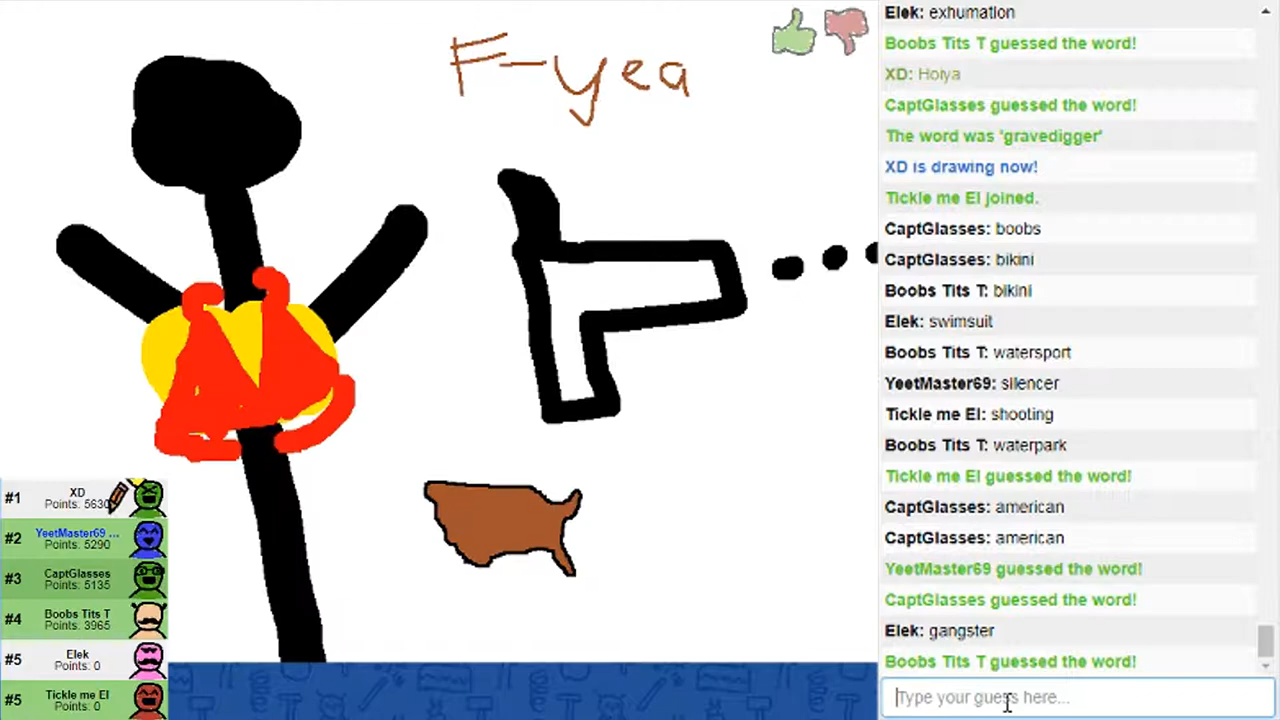 F-yea
Elek: exhumation
Boobs Tits T guessed the word!
XD: Hoiya
CaptGlasses guessed the word!
The word was 'gravedigger'
XD is drawing now!
Tickle me El joined.
CaptGlasses: boobs
CaptGlasses: bikini
Boobs Tits T: bikini
Elek: swimsuit
Boobs Tits T: watersport
YeetMaster69: silencer
Tickle me El: shooting
Boobs Tits T: waterpark
Tickle me El guessed the word!
CaptGlasses: american
CaptGlasses: american
YeetMaster69 guessed the word!
CaptGlasses guessed the word!
Elek: gangster
Boobs Tits T guessed the word!
Type your guess here...
#1
XD
Points: 5630
#2
YeetMaster69 ...
Points: 5290
#3
CaptGlasses
Points: 5135
#4
Boobs Tits T
Points: 3965
#5
Elek
Points: 0
#5
Tickle me El
Points: 0